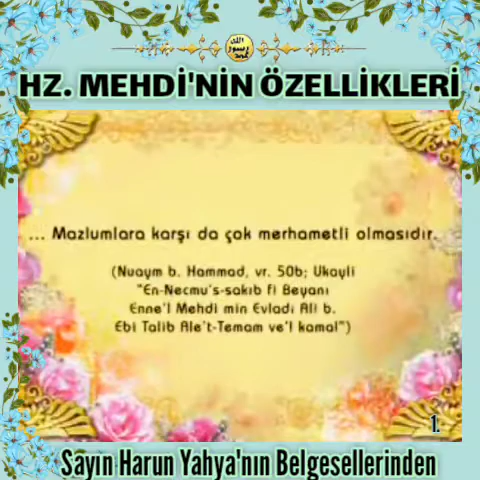 HZ. MEHDİ'NİN ÖZELLİKLERİ
... Mazlumlara karşı da çok merhametli olmasıdır.
(Nuaym b. Hammad, vr. 50b; Ukayli
"En-Necmu's-sakıb fi Beyanı
Enne'l Mehdi min Evladı Ali b.
Ebi Talib Ale't-Temam ve'l kamal")
1.
Sayın Harun Yahya'nın Belgesellerinden